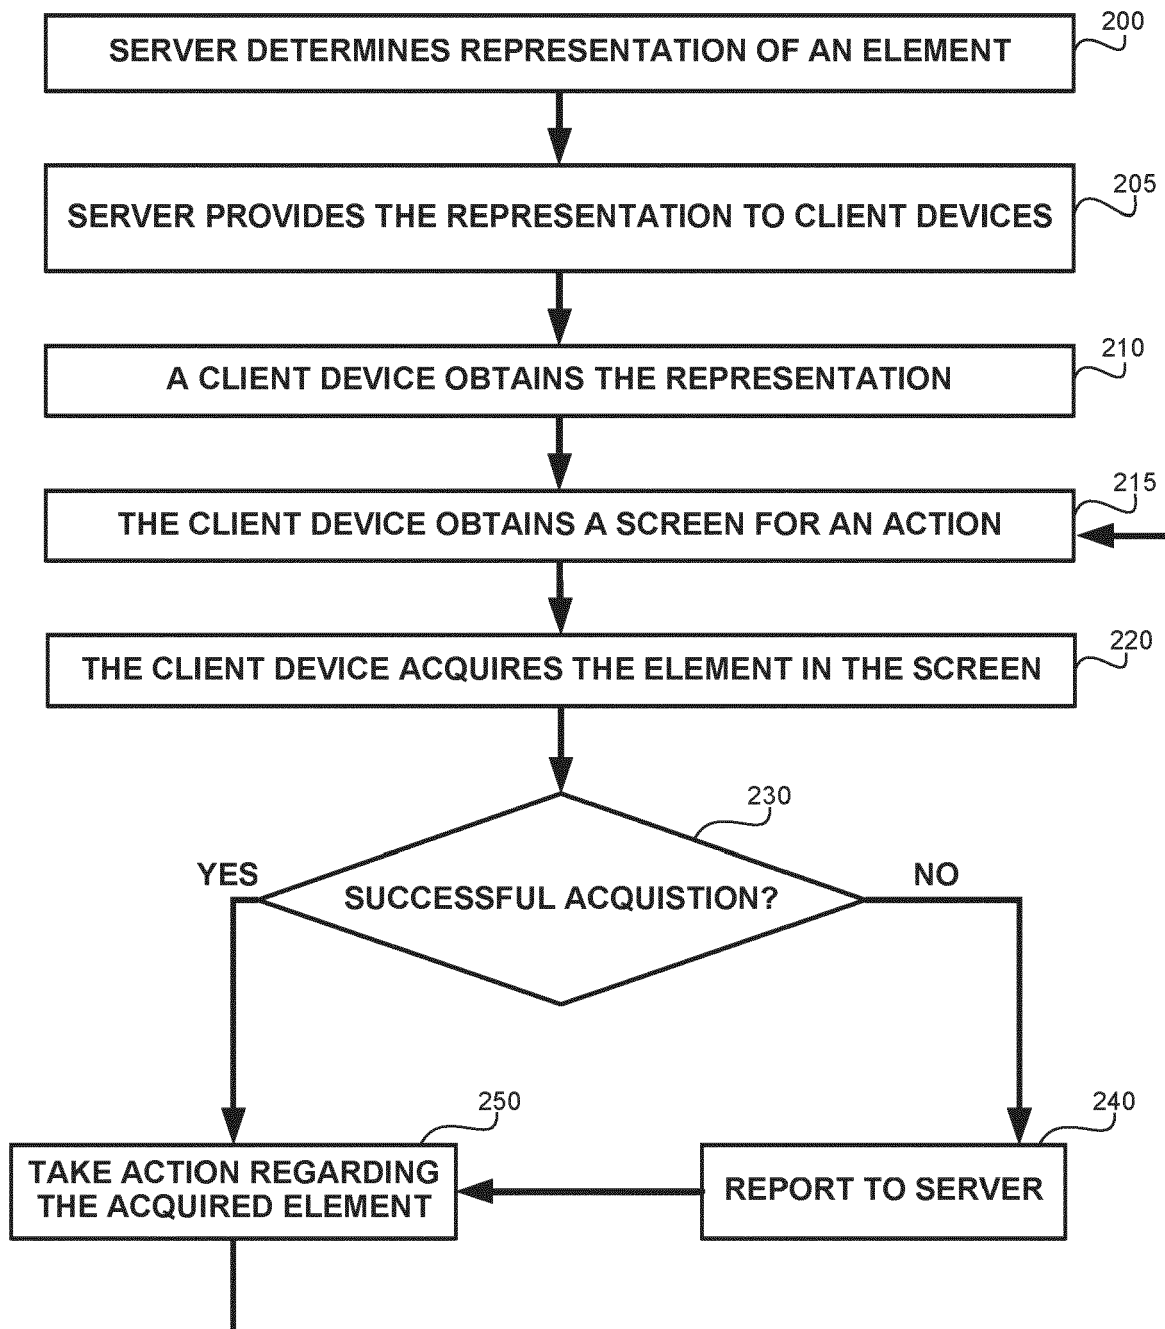 200
SERVER DETERMINES REPRESENTATION OF AN ELEMENT
205
SERVER PROVIDES THE REPRESENTATION TO CLIENT DEVICES
210
A CLIENT DEVICE OBTAINS THE REPRESENTATION
215
THE CLIENT DEVICE OBTAINS A SCREEN FOR AN ACTION
220
THE CLIENT DEVICE ACQUIRES THE ELEMENT IN THE SCREEN
230
YES
NO
SUCCESSFUL ACQUISTION?
250
240
TAKE ACTION REGARDING
THE ACQUIRED ELEMENT
REPORT TO SERVER